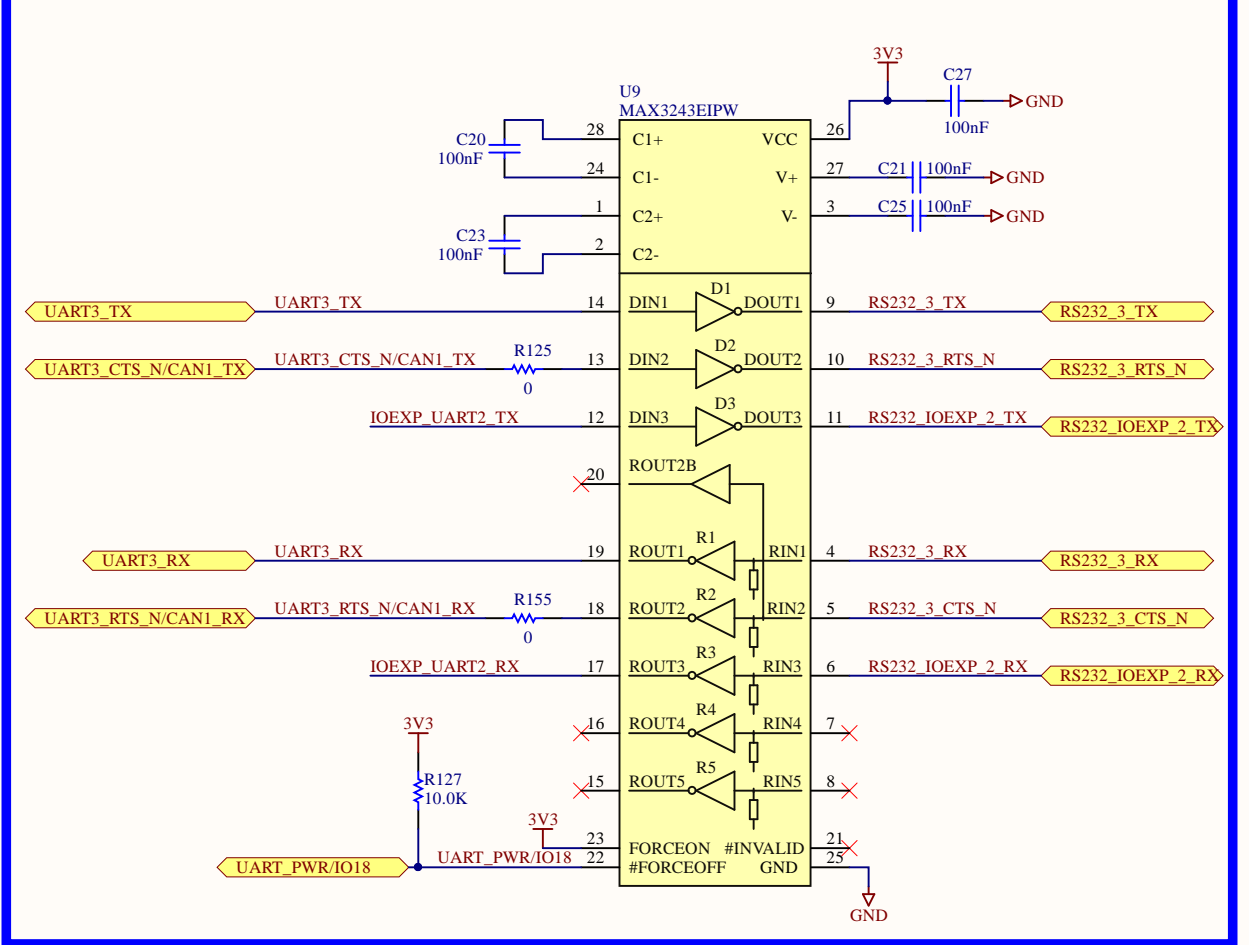 3V3
C27
GND
100nF
U9
MAX3243EIPW
C20
100nF
28
C1+
VCC
26
24
C1-
V+
27
C21
100nF
GND
C23
100nF
1
C2+
V-
3
C25
100nF
GND
2
C2-
UART3_TX
UART3_TX
14
DIN1
D1
DOUT1
9
RS232_3_TX
RS232_3_TX
UART3_CTS_N/CAN1_TX
UART3_CTS_N/CAN1_TX
R125
0
13
DIN2
D2
DOUT2
10
RS232_3_RTS_N
RS232_3_RTS_N
IOEXP_UART2_TX
12
DIN3
D3
DOUT3
11
RS232_IOEXP_2_TX
RS232_IOEXP_2_TX
20
ROUT2B
UART3_RX
UART3_RX
19
ROUT1
R1
RIN1
4
RS232_3_RX
RS232_3_RX
UART3_RTS_N/CAN1_RX
UART3_RTS_N/CAN1_RX
R155
0
18
ROUT2
R2
RIN2
5
RS232_3_CTS_N
RS232_3_CTS_N
IOEXP_UART2_RX
17
ROUT3
R3
RIN3
6
RS232_IOEXP_2_RX
RS232_IOEXP_2_RX
16
ROUT4
R4
RIN4
7
15
ROUT5
R5
RIN5
8
3V3
R127
10.0K
3V3
23
FORCEON
#INVALID
21
UART_PWR/IO18
UART_PWR/IO18
22
#FORCEOFF
GND
25
GND